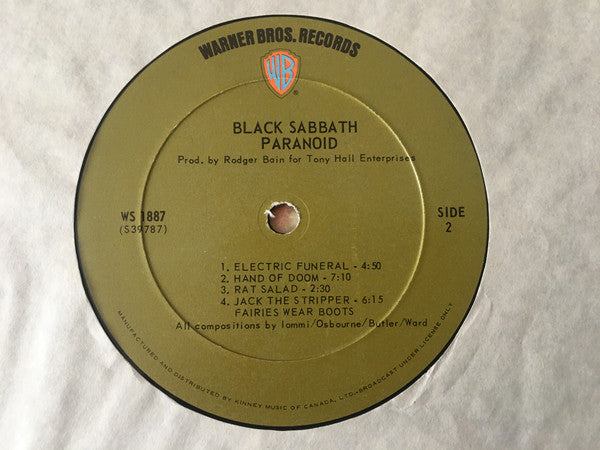 WARNER BROS. RECORDS
WB
®
BLACK SABBATH
PARANOID
Prod. by Rodger Bain for Tony Hall Enterprises
WS 1887
(S39787)
SIDE
2
1. ELECTRIC FUNERAL - 4:50
2. HAND OF DOOM - 7:10
3. RAT SALAD - 2:30
4. JACK THE STRIPPER - 6:15
FAIRIES WEAR BOOTS
All compositions by Iommi/Osbourne/Butler/Ward
MANUFACTURED AND DISTRIBUTED BY KINNEY MUSIC OF CANADA, LTD.—BROADCAST UNDER LICENSE ONLY